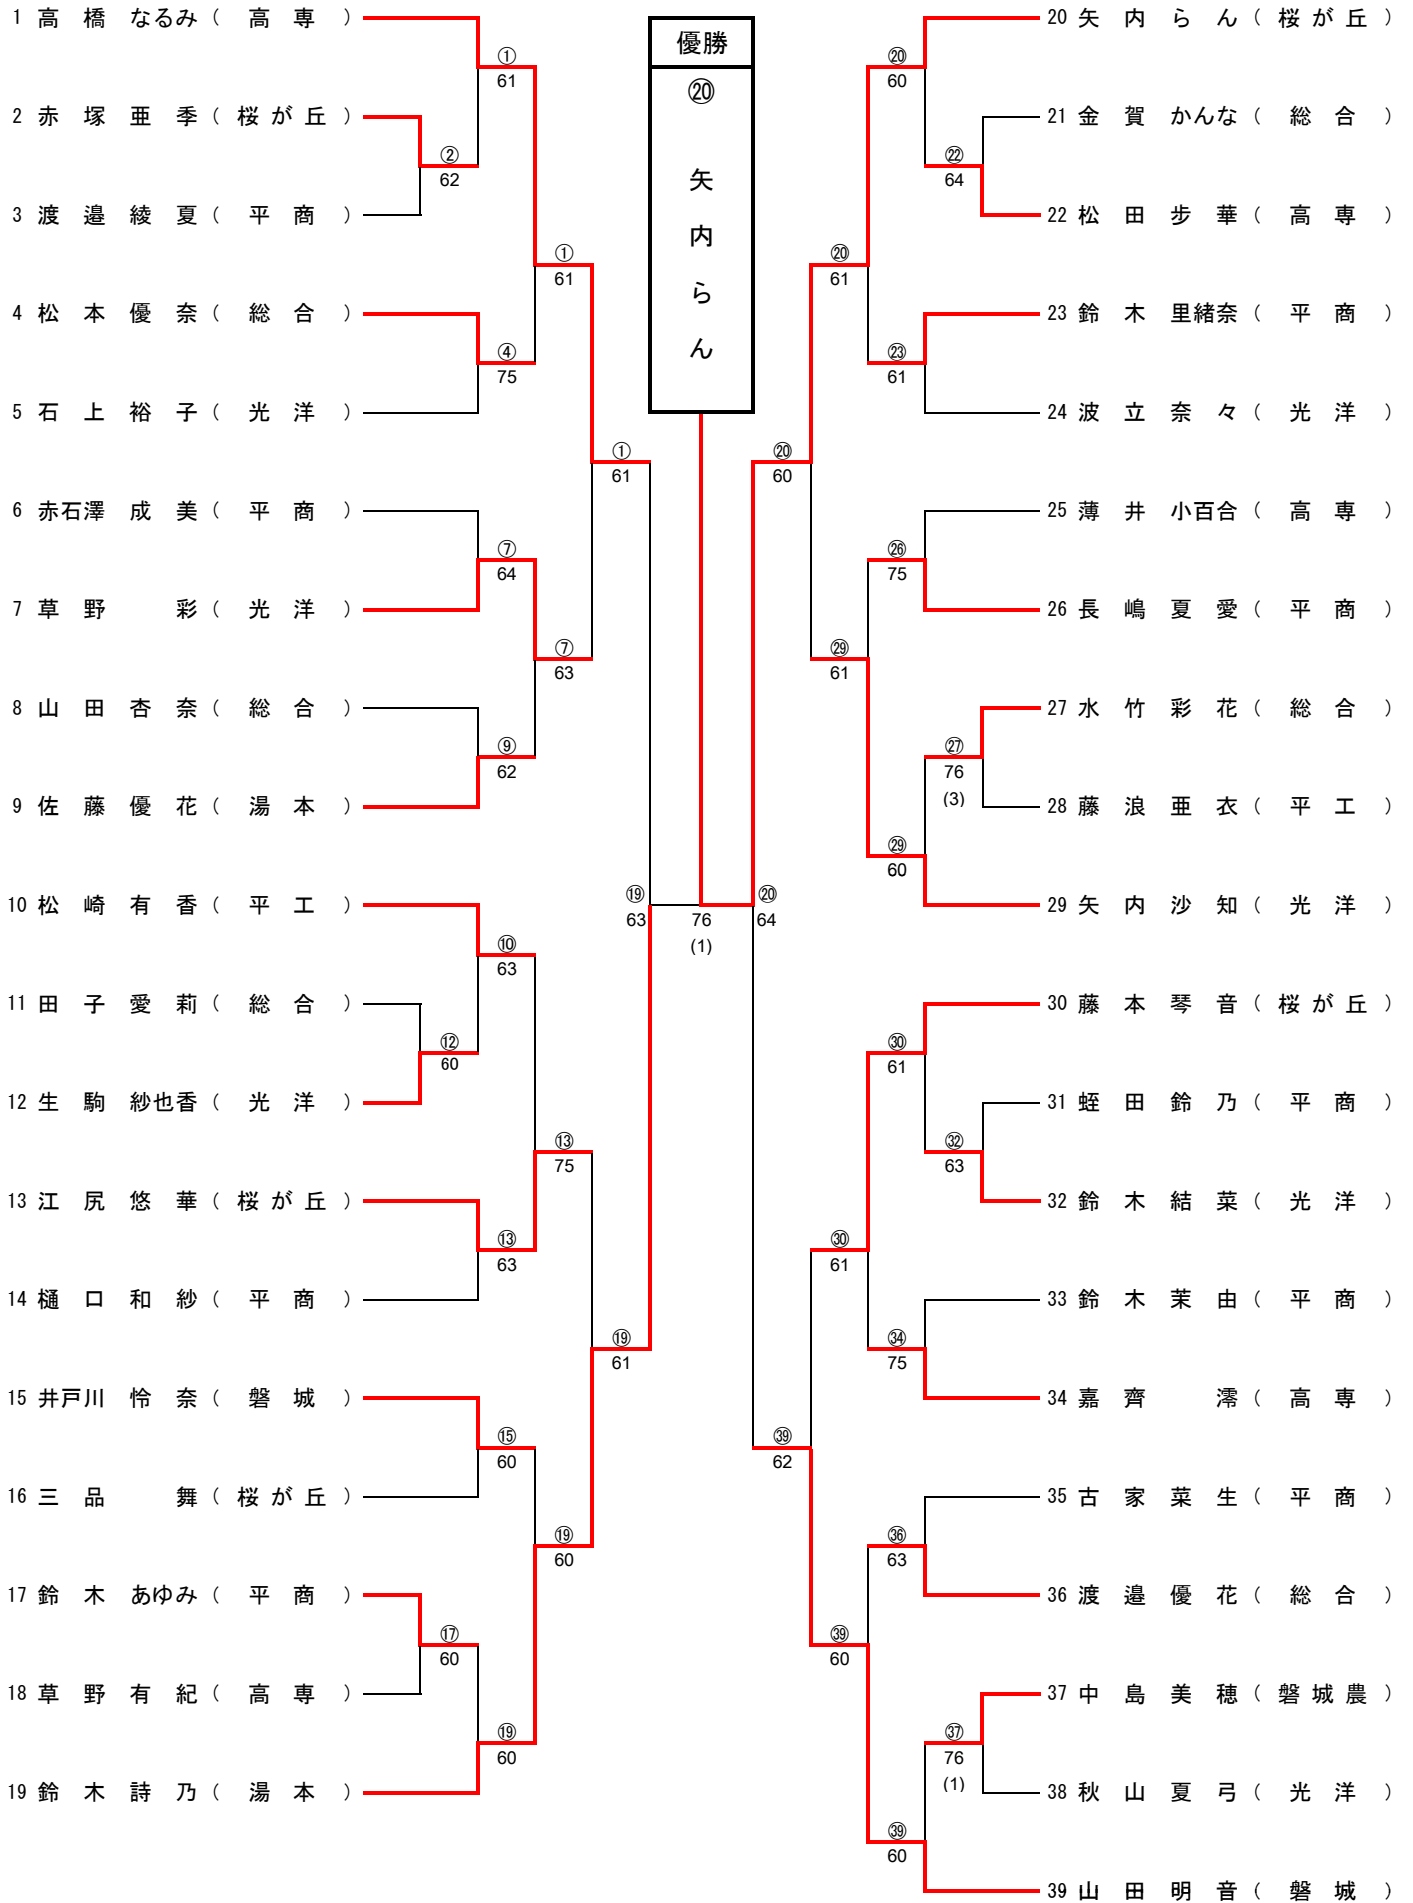 優勝
⑳
矢内らん
1 高橋 なるみ ( 高専 )
①
61
2 赤塚 亜季 ( 桜が丘 )
②
62
3 渡邉 綾夏 ( 平商 )
①
61
4 松本 優奈 ( 総合 )
④
75
5 石上 裕子 ( 光洋 )
①
61
6 赤石澤 成美 ( 平商 )
⑦
64
7 草野 彩 ( 光洋 )
⑦
63
8 山田 杏奈 ( 総合 )
⑨
62
9 佐藤 優花 ( 湯本 )
⑲
63
10 松崎 有香 ( 平工 )
⑩
63
11 田子 愛莉 ( 総合 )
⑫
60
12 生駒 紗也香 ( 光洋 )
⑬
75
13 江尻 悠華 ( 桜が丘 )
⑬
63
14 樋口 和紗 ( 平商 )
⑲
61
15 井戸川 怜奈 ( 磐城 )
⑮
60
16 三品 舞 ( 桜が丘 )
⑲
60
17 鈴木 あゆみ ( 平商 )
⑰
60
18 草野 有紀 ( 高専 )
⑲
60
19 鈴木 詩乃 ( 湯本 )
76
(1)
20 矢内 らん ( 桜が丘 )
⑳
60
21 金賀 かんな ( 総合 )
㉒
64
22 松田 歩華 ( 高専 )
⑳
61
23 鈴木 里緒奈 ( 平商 )
㉓
61
24 波立 奈々 ( 光洋 )
⑳
60
25 薄井 小百合 ( 高専 )
㉖
75
26 長嶋 夏愛 ( 平商 )
㉙
61
27 水竹 彩花 ( 総合 )
㉗
76
(3)
28 藤浪 亜衣 ( 平工 )
㉙
60
29 矢内 沙知 ( 光洋 )
⑳
64
30 藤本 琴音 ( 桜が丘 )
㉚
61
31 蛭田 鈴乃 ( 平商 )
㉜
63
32 鈴木 結菜 ( 光洋 )
㉚
61
33 鈴木 茉由 ( 平商 )
㉞
75
34 嘉齊 澪 ( 高専 )
㊴
62
35 古家 菜生 ( 平商 )
㊱
63
36 渡邉 優花 ( 総合 )
㊴
60
37 中島 美穂 ( 磐城農 )
㊲
76
(1)
38 秋山 夏弓 ( 光洋 )
㊴
60
39 山田 明音 ( 磐城 )